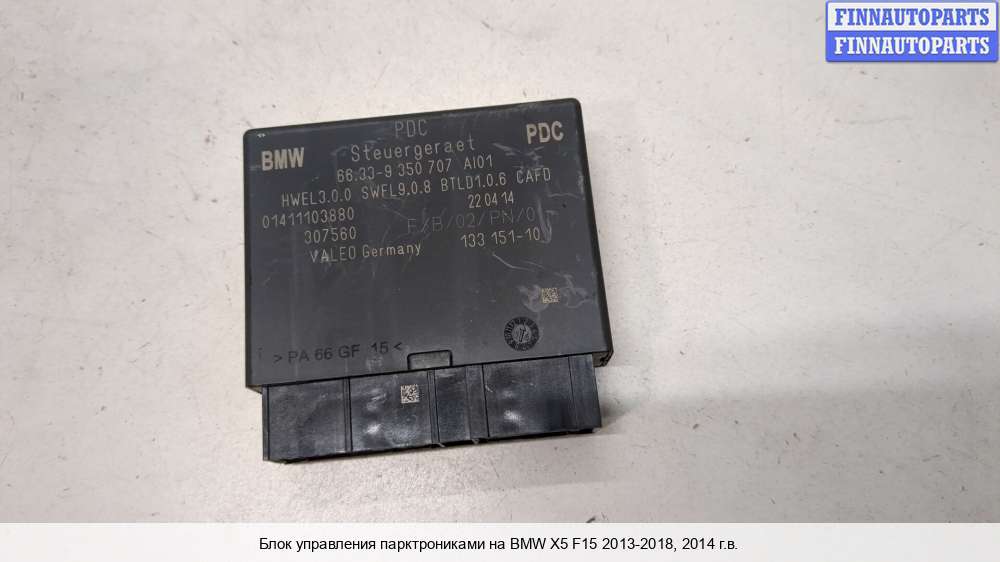 FINNAUTOPARTS
FINNAUTOPARTS
PDC
BMW Steuergeraet PDC
66.33-9 350 707 AI01
HWEL3.0.0 SWFL9.0.8 BTLD1.0.6 CAFD
01411103880 22.04.14
307560 E/B/02/PN/0
VALEO Germany 133 151-10
> PA 66 GF 15 <
Блок управления парктрониками на BMW X5 F15 2013-2018, 2014 г.в.